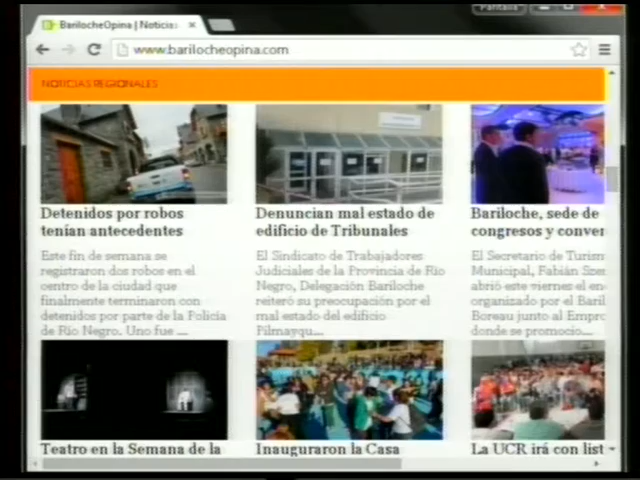 Pantalla
BarilocheOpina | Noticias
www.barilocheopina.com
NOTICIAS REGIONALES
Detenidos por robos
tenían antecedentes
Este fin de semana se
registraron dos robos en el
centro de la ciudad que
finalmente terminaron con
detenidos por parte de la Policía
de Río Negro. Uno fue ...
Denuncian mal estado de
edificio de Tribunales
El Sindicato de Trabajadores
Judiciales de la Provincia de Río
Negro, Delegación Bariloche
reiteró su preocupación por el
mal estado del edificio
Pilmayqu...
Bariloche, sede de
congresos y conver
El Secretario de Turism
Municipal, Fabián Szer
abrió este viernes el en
organizado por el Baril
Boreau junto al Empro
donde se promocio...
Teatro en la Semana de la
Inauguraron la Casa
La UCR irá con list